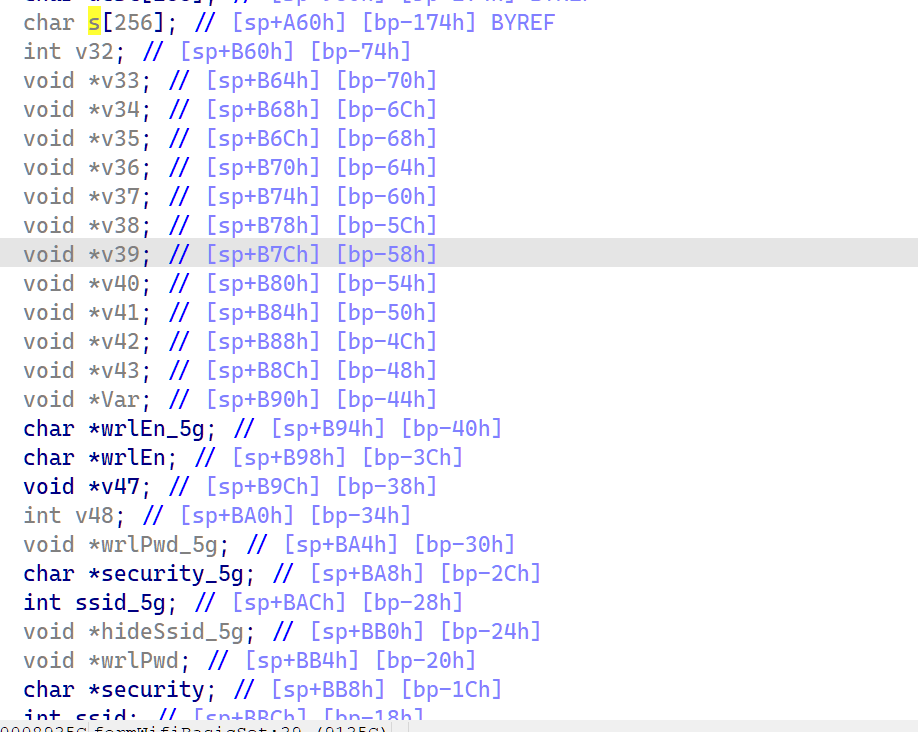 char s[256]; // [sp+A60h] [bp-174h] BYREF
int v32; // [sp+B60h] [bp-74h]
void *v33; // [sp+B64h] [bp-70h]
void *v34; // [sp+B68h] [bp-6Ch]
void *v35; // [sp+B6Ch] [bp-68h]
void *v36; // [sp+B70h] [bp-64h]
void *v37; // [sp+B74h] [bp-60h]
void *v38; // [sp+B78h] [bp-5Ch]
void *v39; // [sp+B7Ch] [bp-58h]
void *v40; // [sp+B80h] [bp-54h]
void *v41; // [sp+B84h] [bp-50h]
void *v42; // [sp+B88h] [bp-4Ch]
void *v43; // [sp+B8Ch] [bp-48h]
void *Var; // [sp+B90h] [bp-44h]
char *wrlEn_5g; // [sp+B94h] [bp-40h]
char *wrlEn; // [sp+B98h] [bp-3Ch]
void *v47; // [sp+B9Ch] [bp-38h]
int v48; // [sp+BA0h] [bp-34h]
void *wrlPwd_5g; // [sp+BA4h] [bp-30h]
char *security_5g; // [sp+BA8h] [bp-2Ch]
int ssid_5g; // [sp+BACh] [bp-28h]
void *hideSsid_5g; // [sp+BB0h] [bp-24h]
void *wrlPwd; // [sp+BB4h] [bp-20h]
char *security; // [sp+BB8h] [bp-1Ch]
int ssid; // [sp+BBCh] [bp-18h]